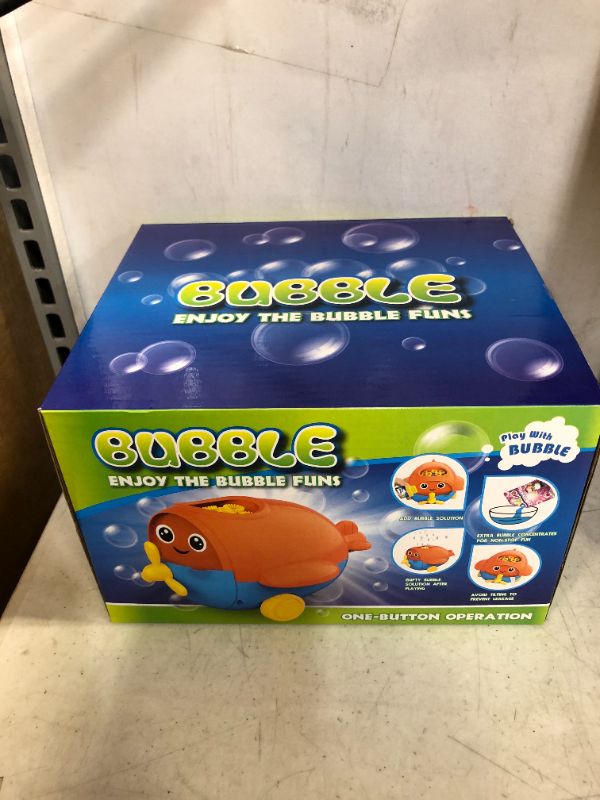 BUBBLE
ENJOY THE BUBBLE FUNS
BUBBLE
ENJOY THE BUBBLE FUNS
Play With
BUBBLE
ADD BUBBLE SOLUTION
EXTRA BUBBLE CONCENTRATES
FOR NON-STOP FUN
EMPTY BUBBLE
SOLUTION AFTER
PLAYING
AVOID TILTING TO
PREVENT LEAKAGE
ONE-BUTTON OPERATION